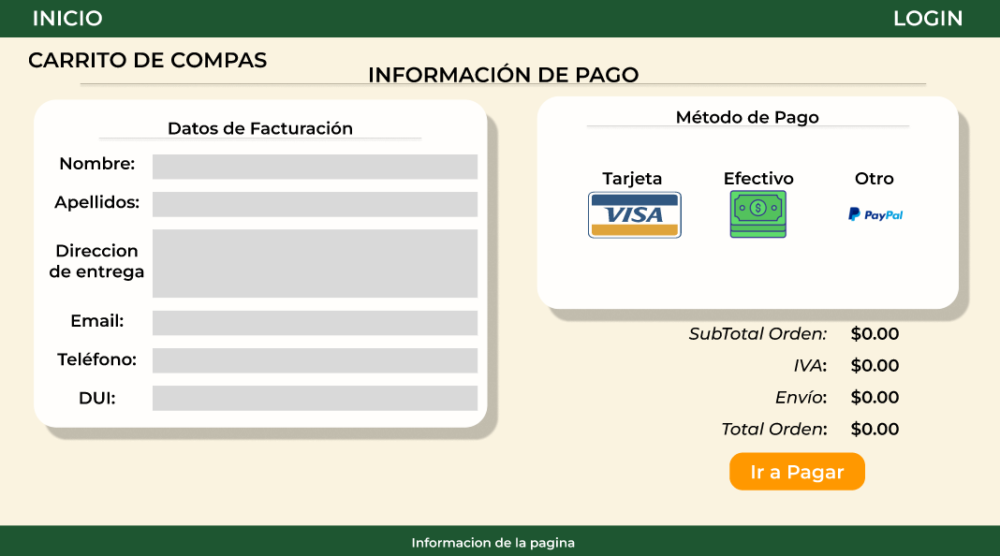 INICIO
LOGIN
CARRITO DE COMPAS
INFORMACIÓN DE PAGO
Datos de Facturación
Nombre:
Apellidos:
Direccion
de entrega
Email:
Teléfono:
DUI:
Método de Pago
Tarjeta
Efectivo
Otro
VISA
$
PayPal
SubTotal Orden: $0.00
IVA: $0.00
Envío: $0.00
Total Orden: $0.00
Ir a Pagar
Informacion de la pagina